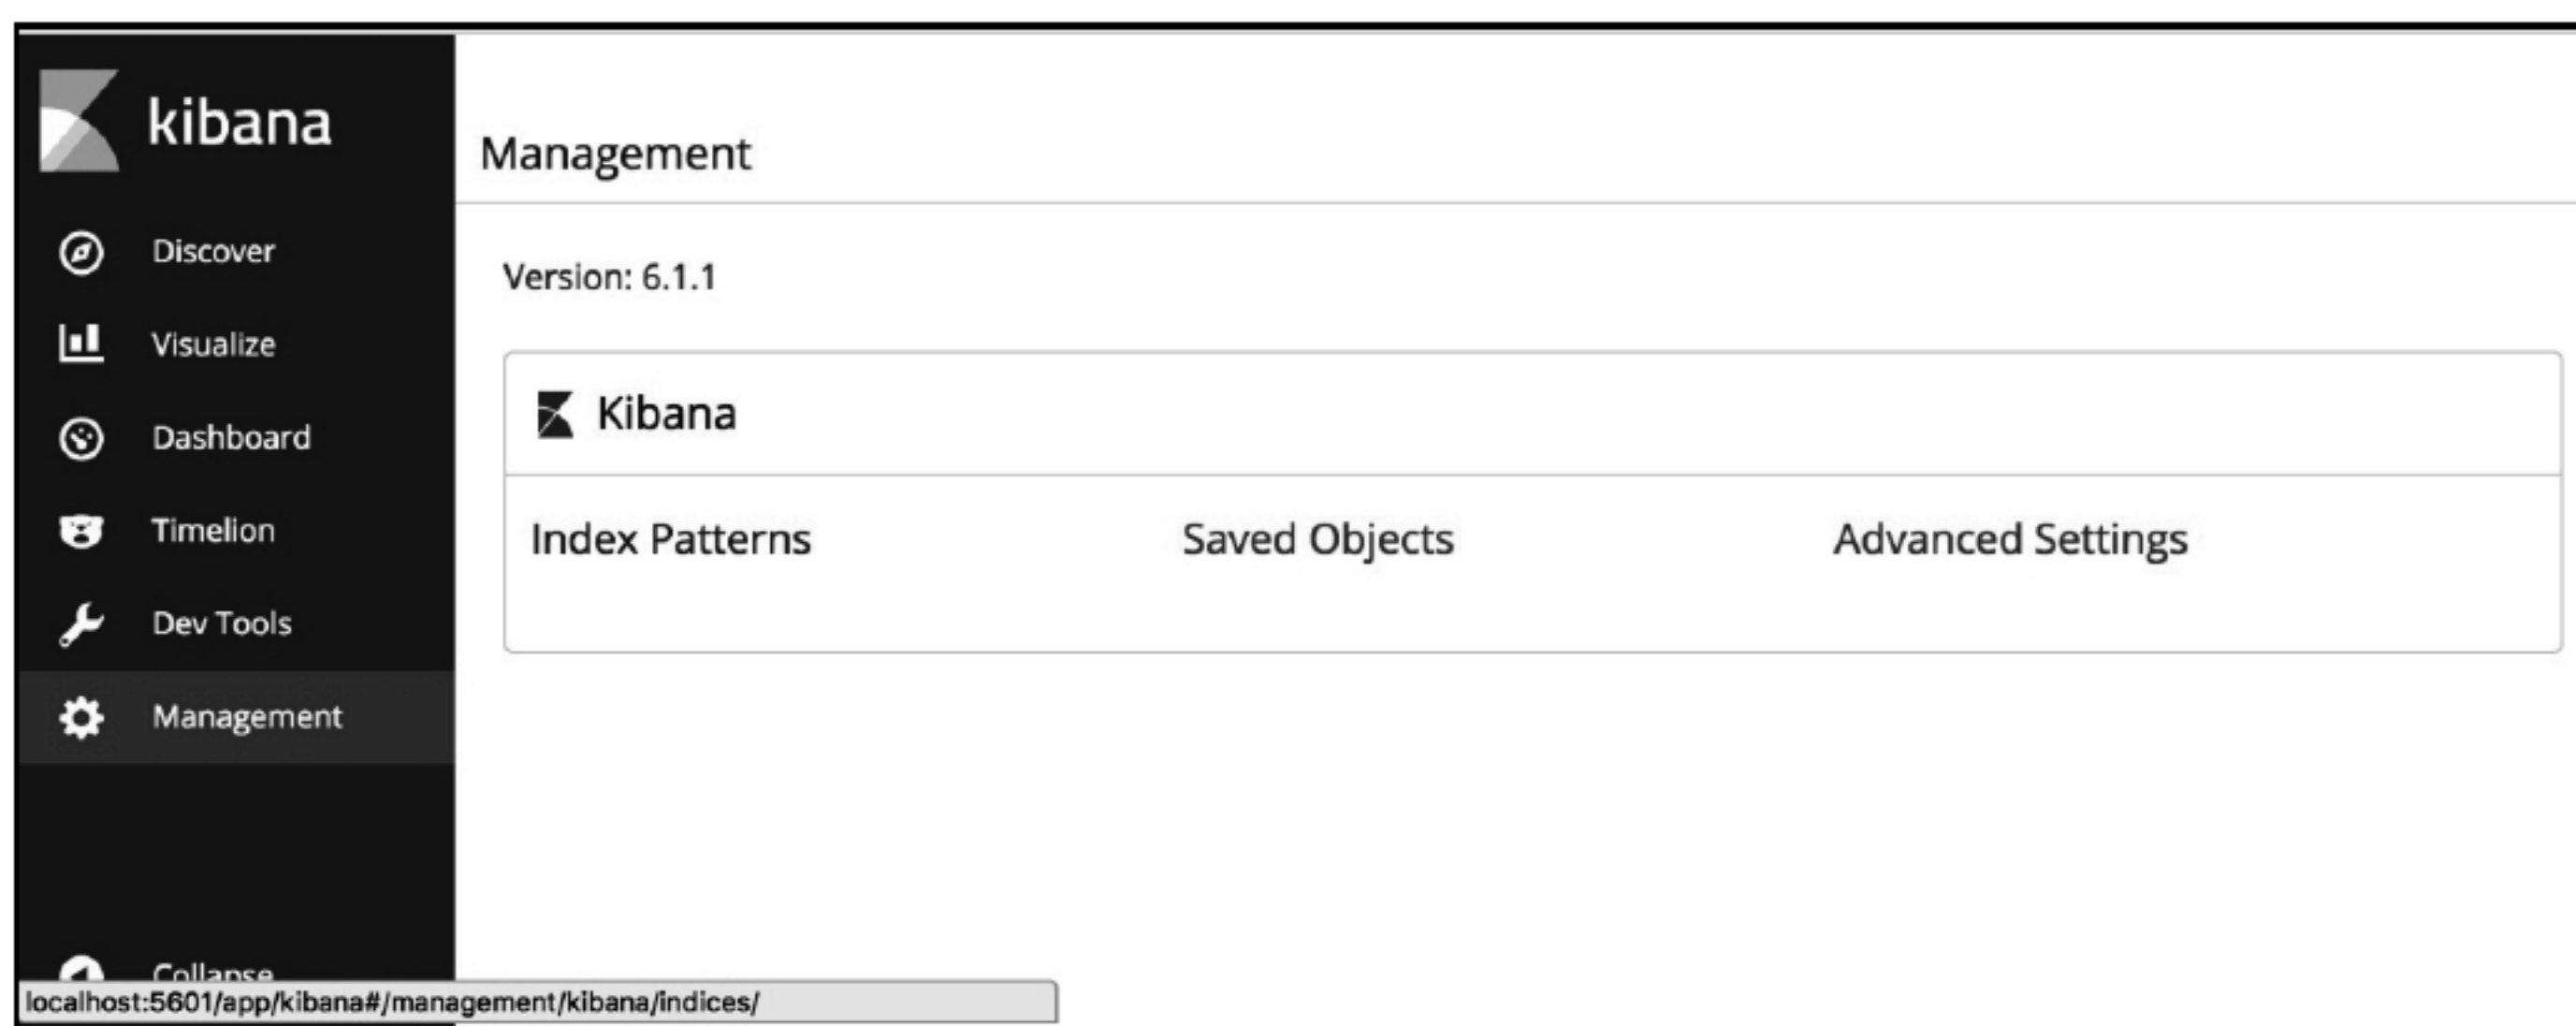 kibana
Discover
Visualize
Dashboard
Timelion
Dev Tools
Management
Collapse
localhost:5601/app/kibana#/management/kibana/indices/
Management
Version: 6.1.1
Kibana
Index Patterns Saved Objects Advanced Settings